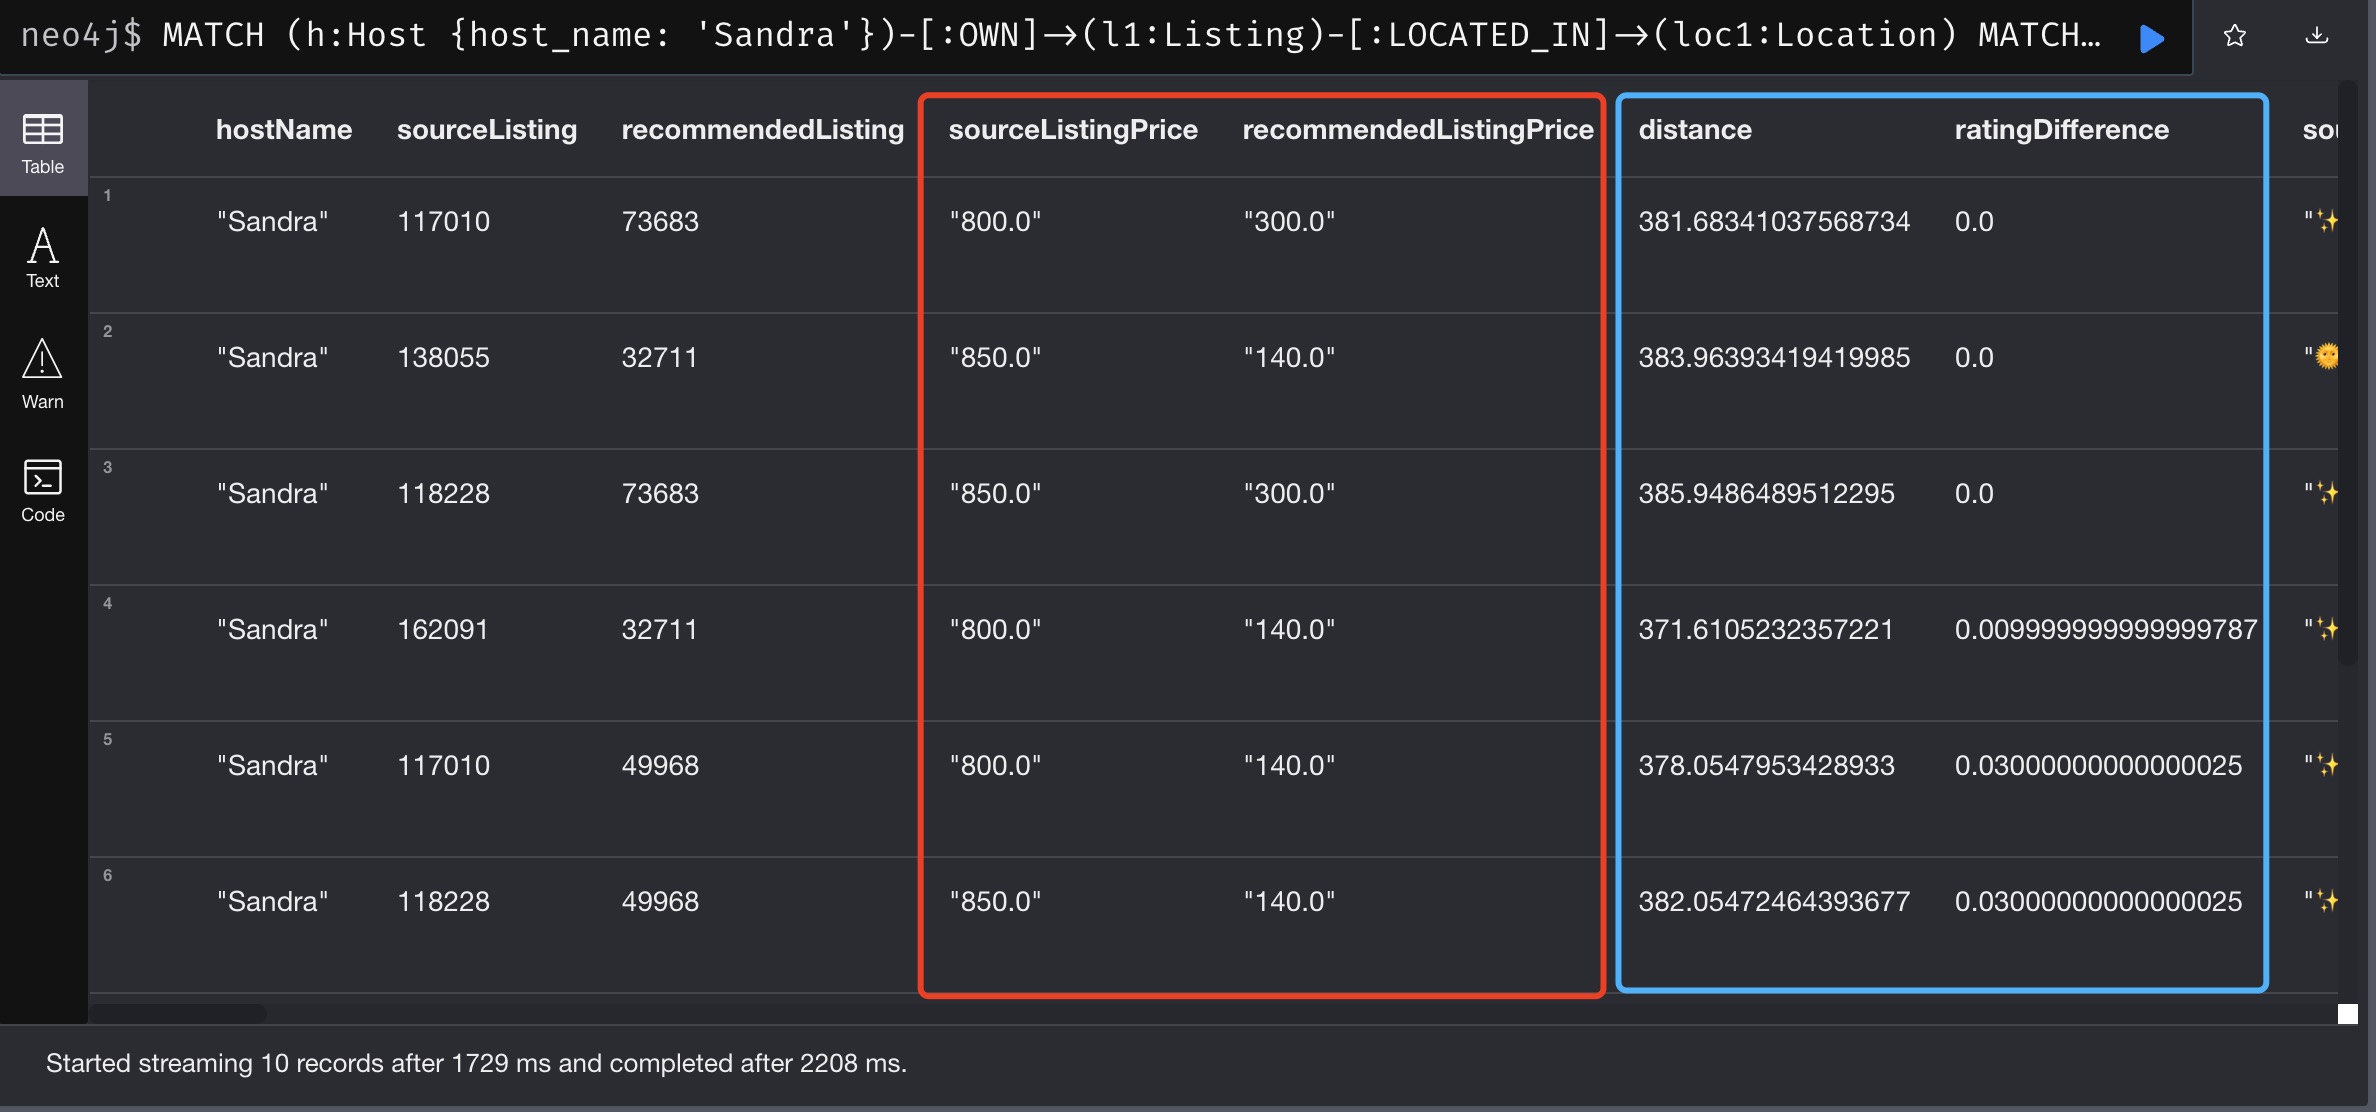 neo4j$ MATCH (h:Host {host_name: 'Sandra'})-[:OWN]→(l1:Listing)-[:LOCATED_IN]→(loc1:Location) MATCH…
Table
Text
Warn
Code
hostName sourceListing recommendedListing sourceListingPrice recommendedListingPrice distance ratingDifference
1 "Sandra" 117010 73683 "800.0" "300.0" 381.68341037568734 0.0 "✨
2 "Sandra" 138055 32711 "850.0" "140.0" 383.96393419419985 0.0 "🌞
3 "Sandra" 118228 73683 "850.0" "300.0" 385.9486489512295 0.0 "✨
4 "Sandra" 162091 32711 "800.0" "140.0" 371.6105232357221 0.009999999999999787 "✨
5 "Sandra" 117010 49968 "800.0" "140.0" 378.0547953428933 0.03000000000000025 "✨
6 "Sandra" 118228 49968 "850.0" "140.0" 382.05472464393677 0.03000000000000025 "✨
Started streaming 10 records after 1729 ms and completed after 2208 ms.